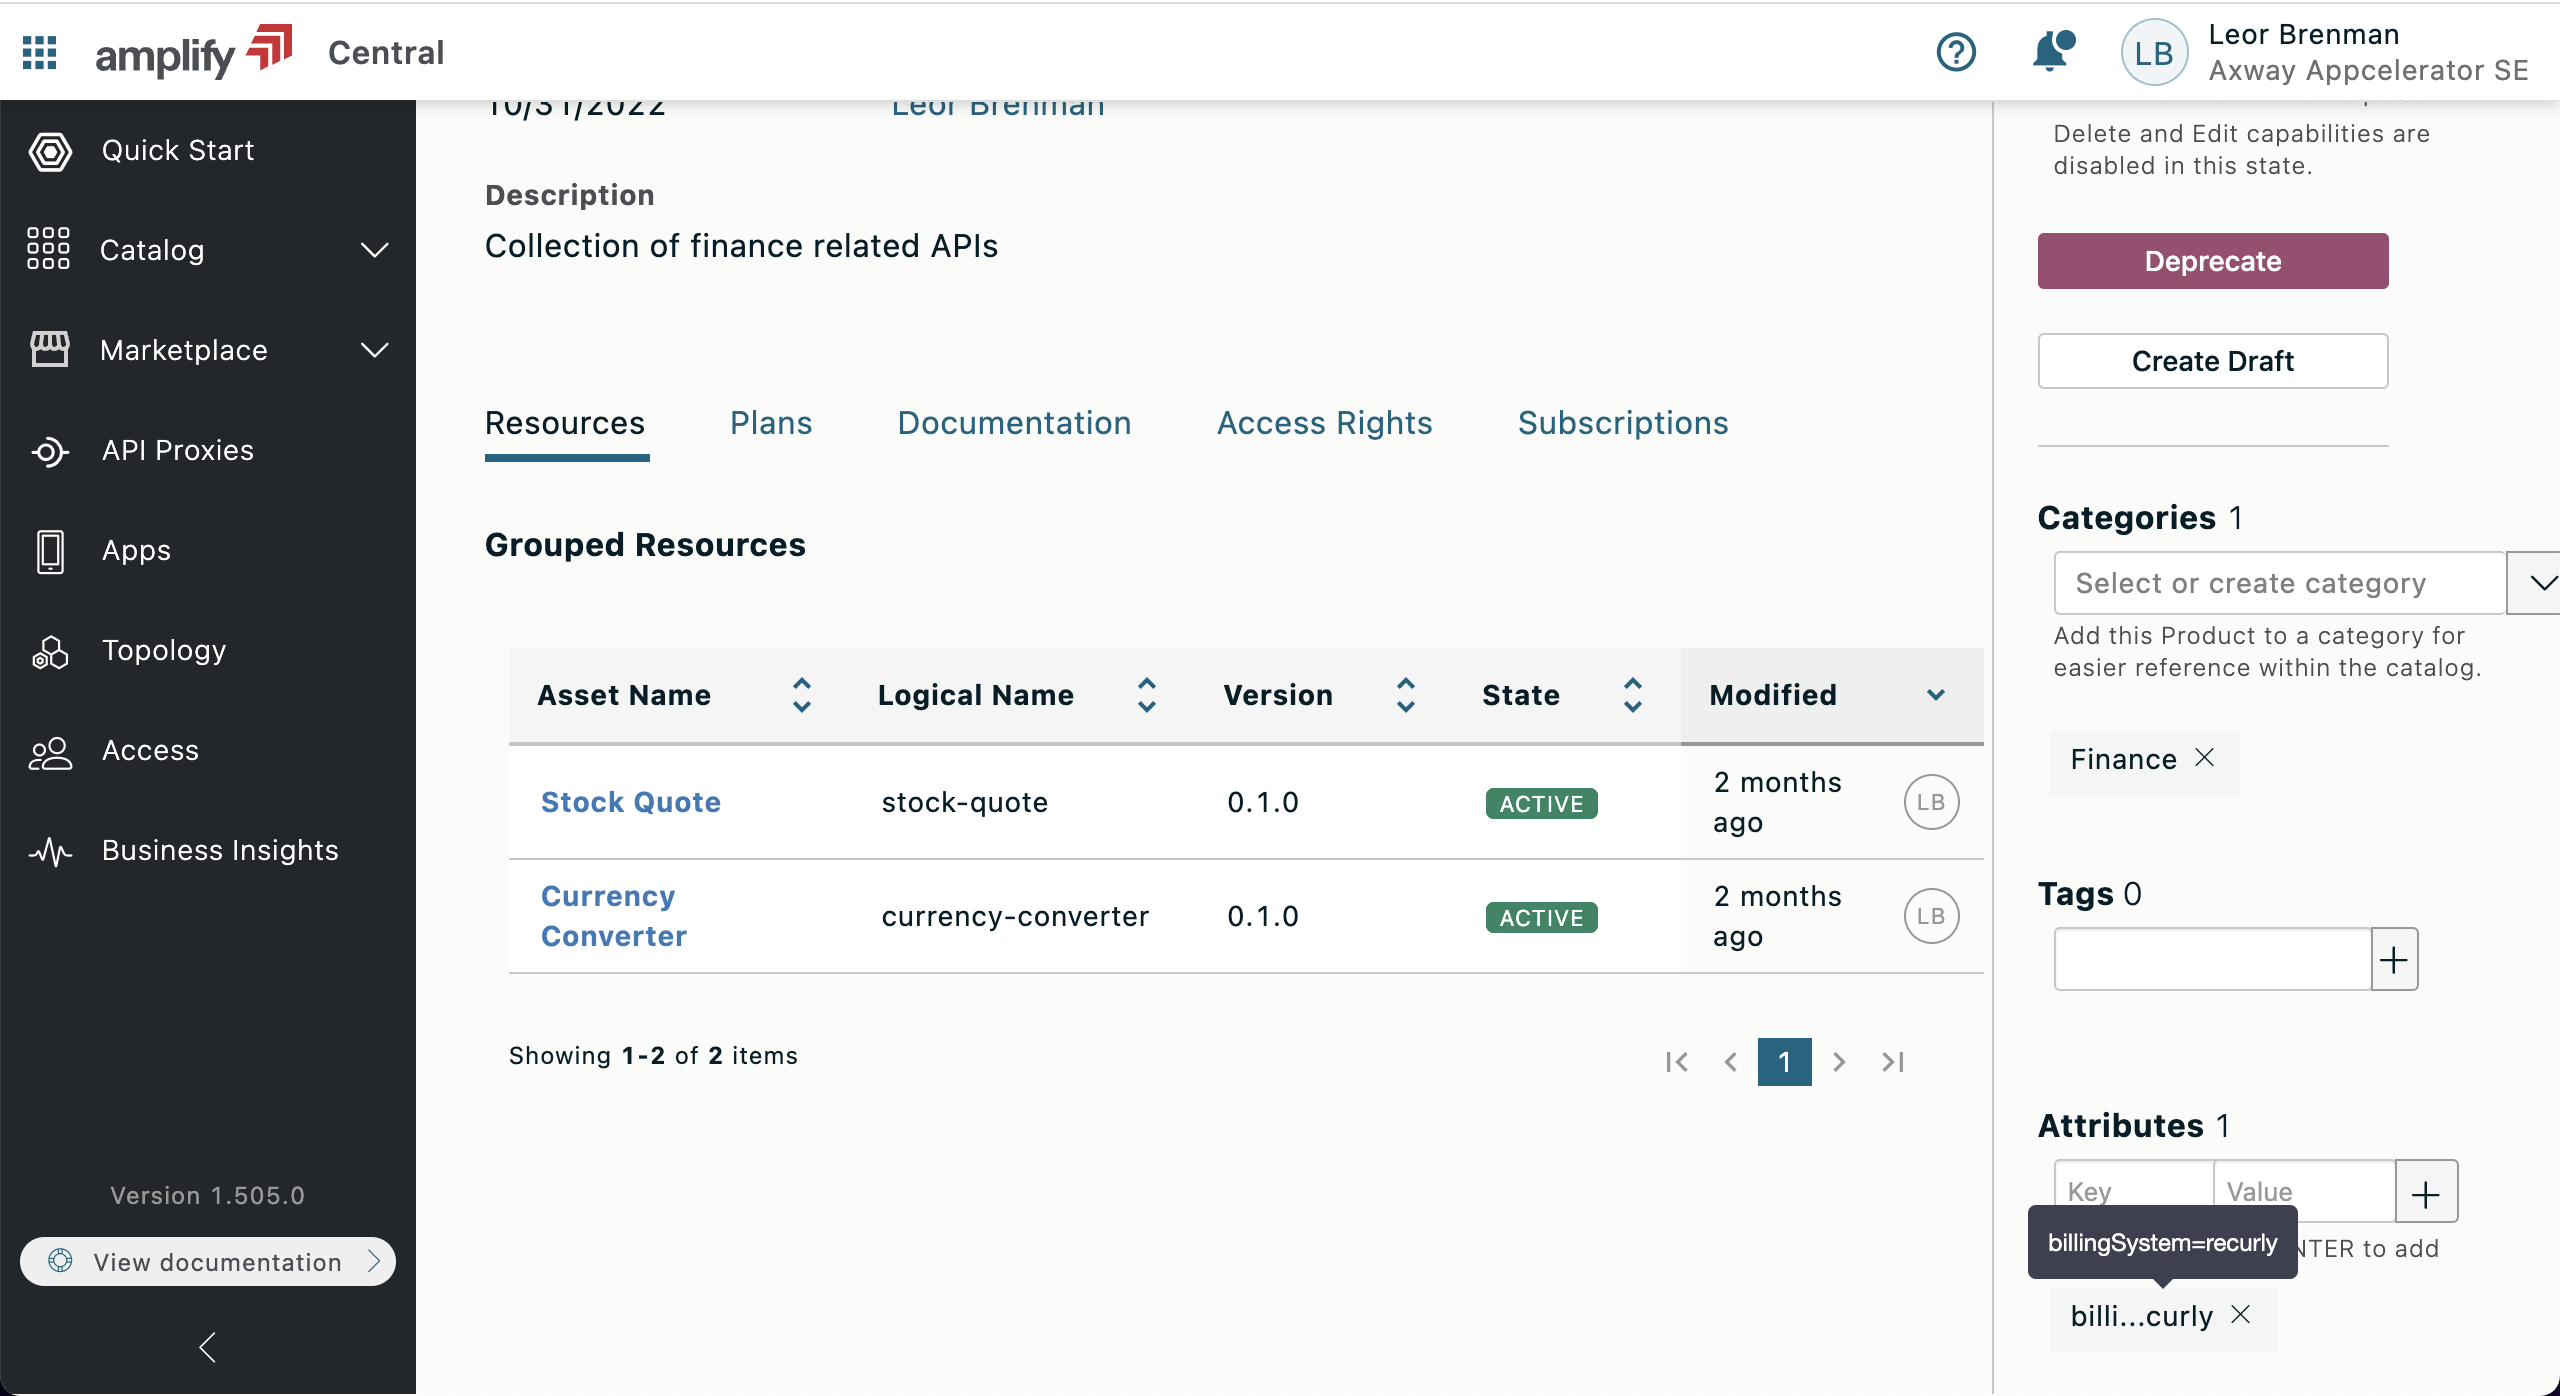 amplify Central
Leor Brenman
Axway Appcelerator SE
LB
Quick Start
Catalog
Marketplace
API Proxies
Apps
Topology
Access
Business Insights
Version 1.505.0
View documentation
10/31/2022 Leor Brenman
Description
Collection of finance related APIs
Resources Plans Documentation Access Rights Subscriptions
Grouped Resources
Asset Name Logical Name Version State Modified
Stock Quote stock-quote 0.1.0 ACTIVE 2 months
ago LB
Currency
Converter currency-converter 0.1.0 ACTIVE 2 months
ago LB
Showing 1-2 of 2 items
1
Delete and Edit capabilities are
disabled in this state.
Deprecate
Create Draft
Categories 1
Select or create category
Add this Product to a category for
easier reference within the catalog.
Finance
Tags 0
Attributes 1
Key Value
billingSystem=recurly
to add
billi...curly